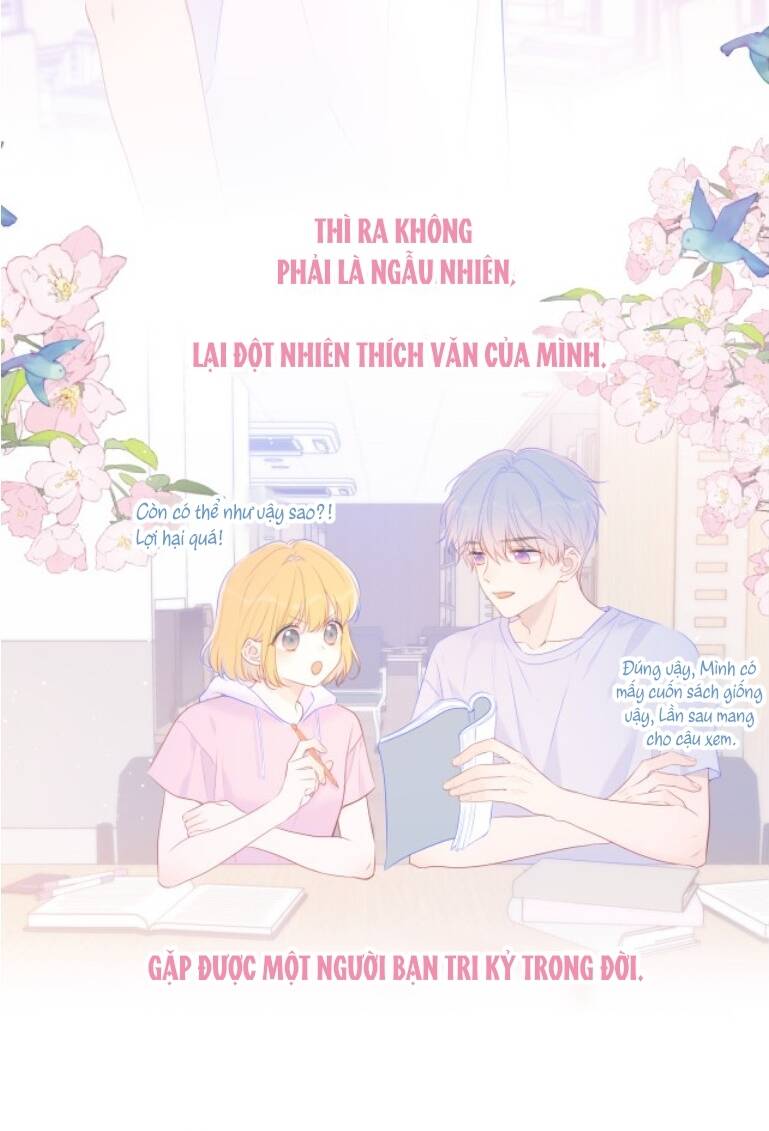 THÌ RA KHÔNG
PHẢI LÀ NGẪU NHIÊN,
LẠI ĐỘT NHIÊN THÍCH VĂN CỦA MÌNH.
Còn có thể như vậy sao?!
Lợi hại quá!
Đúng vậy, Mình có
mấy cuốn sách giống
vậy, Lần sau mang
cho cậu xem.
GẶP ĐƯỢC MỘT NGƯỜI BẠN TRI KỶ TRONG ĐỜI.